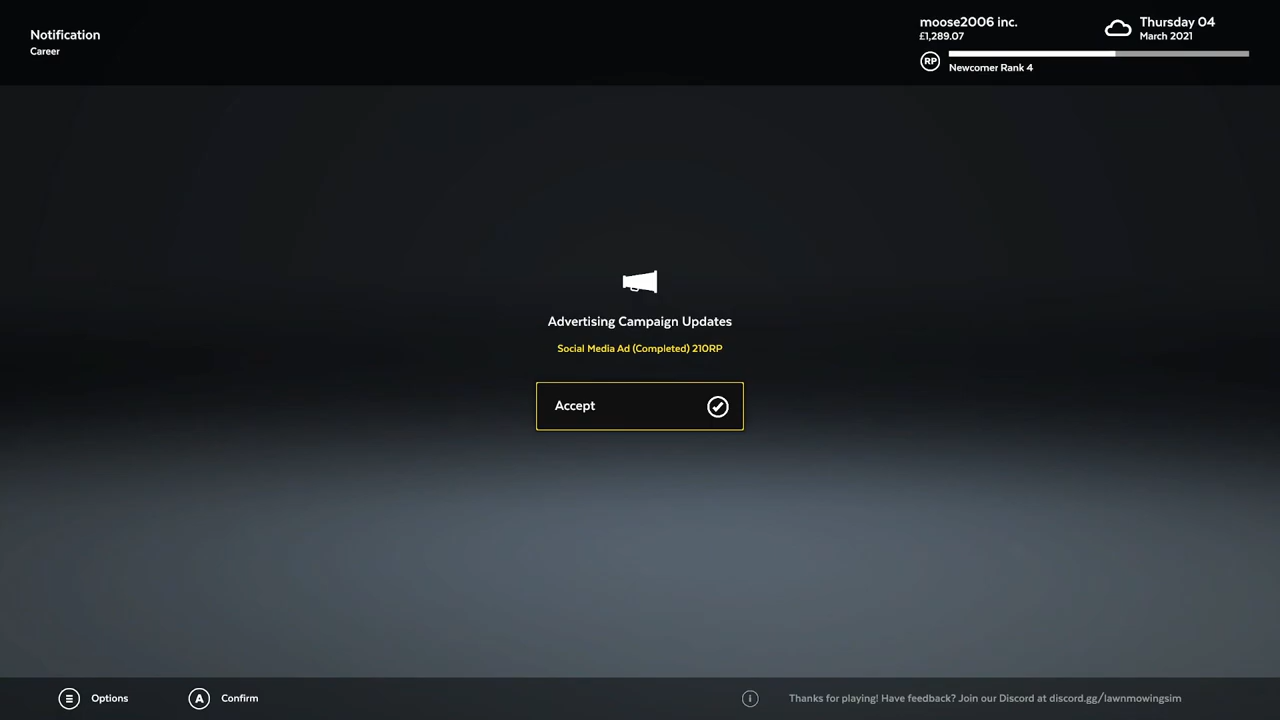 Notification
Career
moose2006 inc.
£1,289.07
Thursday 04
March 2021
RP
Newcomer Rank 4
Advertising Campaign Updates
Social Media Ad (Completed) 210RP
Accept
Options
A Confirm
i Thanks for playing! Have feedback? Join our Discord at discord.gg/lawnmowingsim